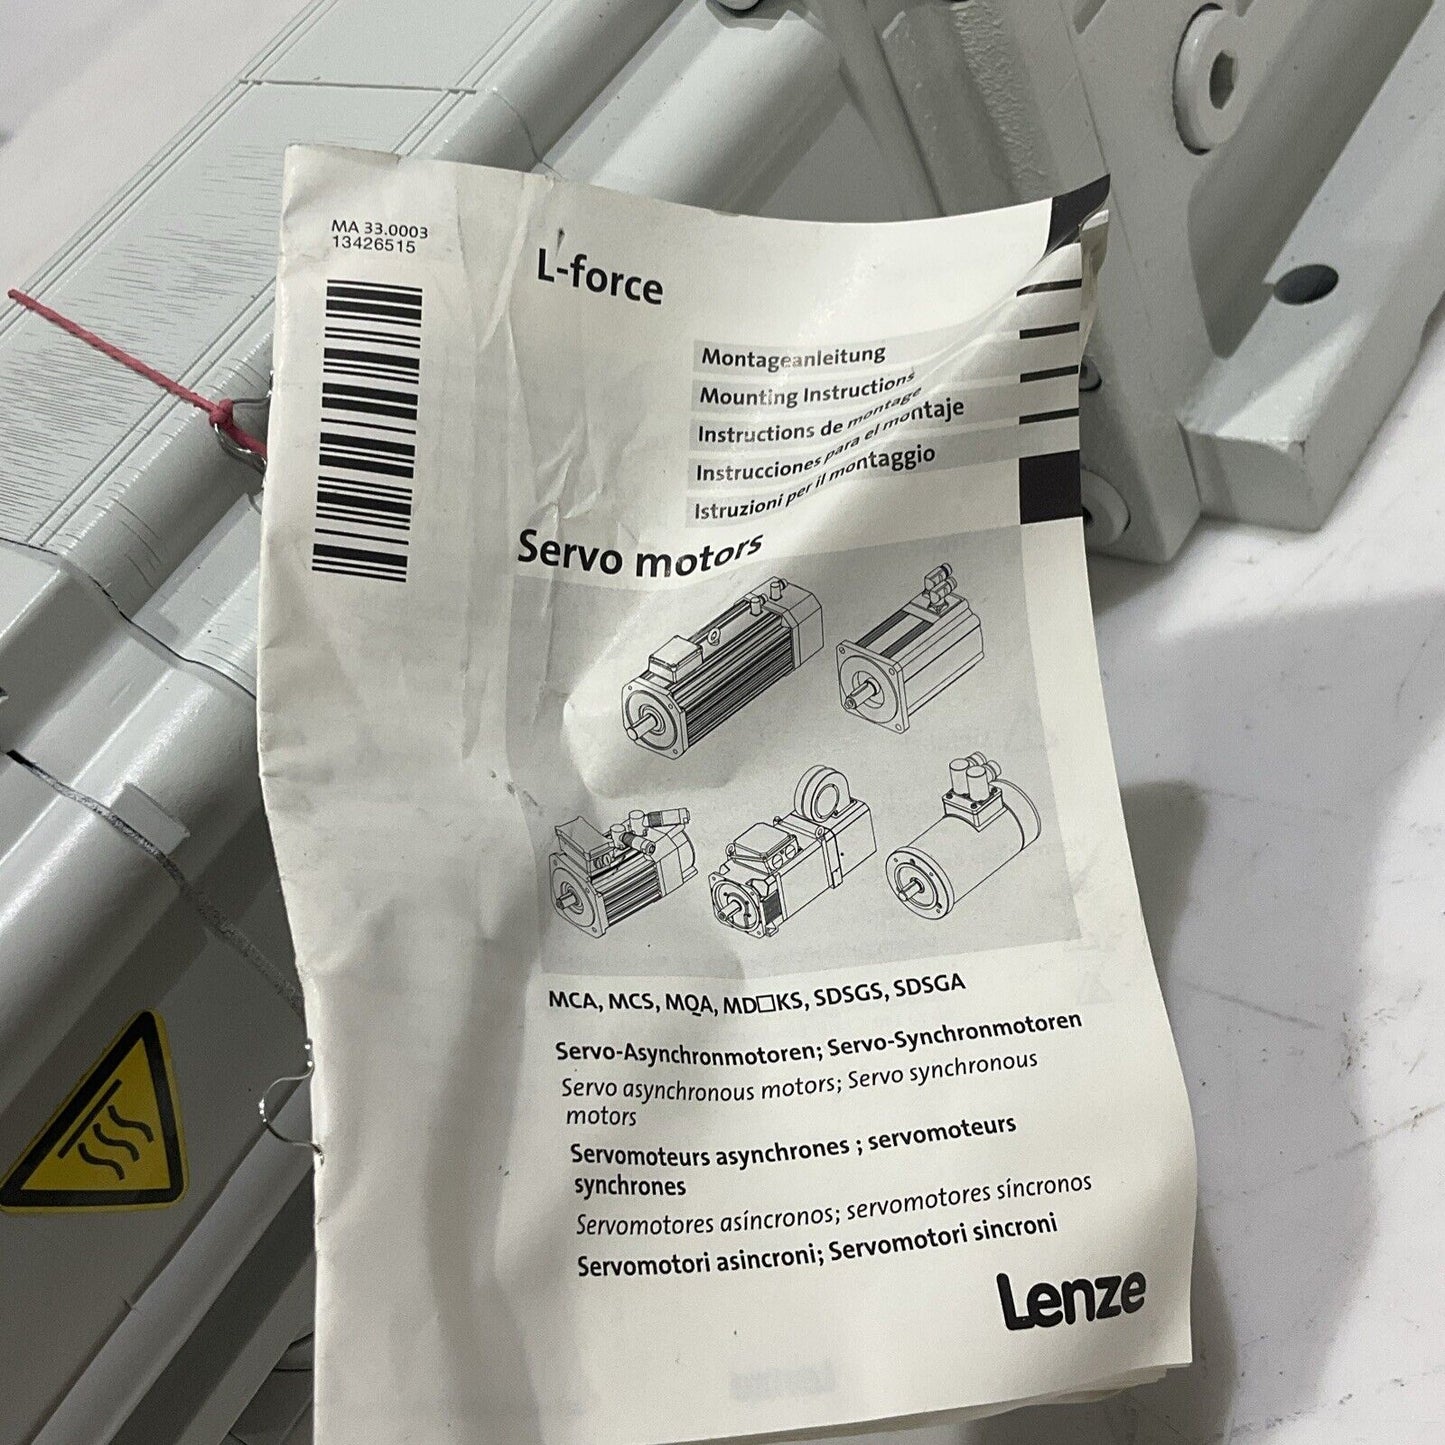 MA 33.0003
13426515
L-force
Montageanleitung
Mounting Instructions
Instructions de montage
Instrucciones para el montaje
Istruzioni per il montaggio
Servo motors
MCA, MCS, MQA, MD□KS, SDSGS, SDSGA
Servo-Asynchronmotoren; Servo-Synchronmotoren
Servo asynchronous motors; Servo synchronous
motors
Servomoteurs asynchrones ; servomoteurs
synchrones
Servomotores asíncronos; servomotores síncronos
Servomotori asincroni; Servomotori sincroni
Lenze